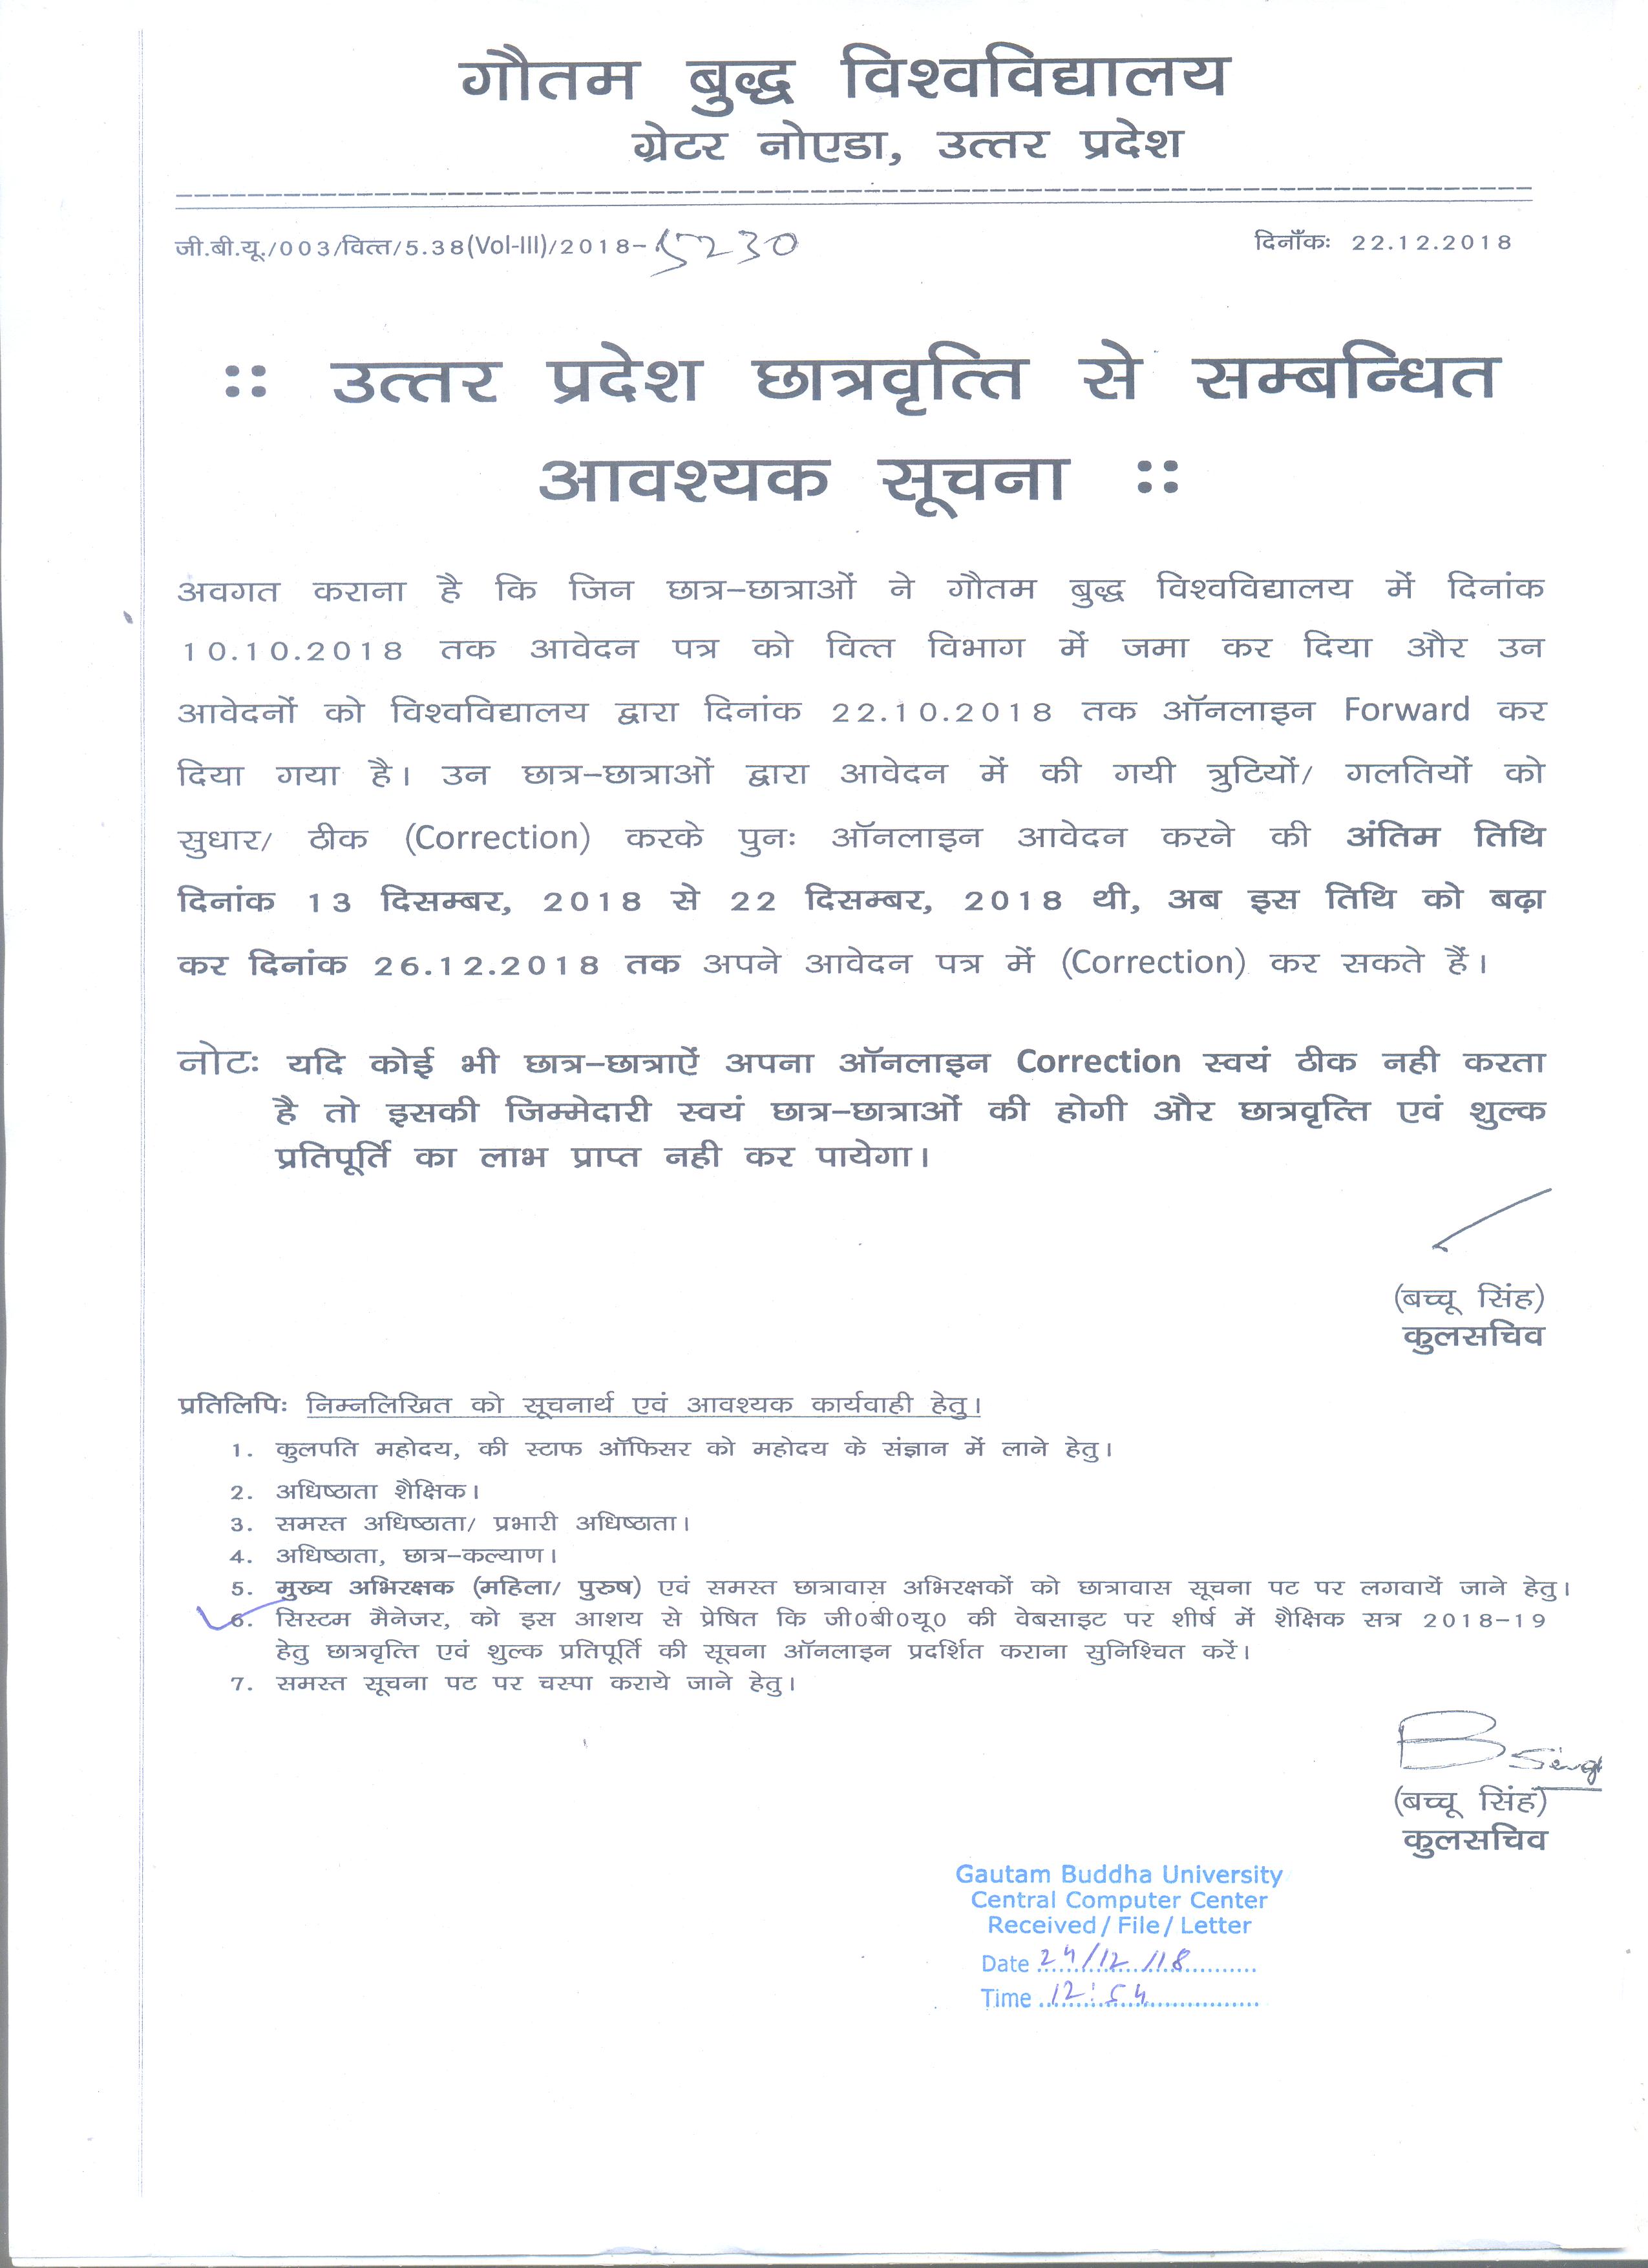 गौतम बुद्ध विश्वविद्यालय
ग्रेटर नोएडा, उत्तर प्रदेश
जी.बी.यू./003/वित्त/5.38(Vol-III)/2018-5230 दिनाँकः 22.12.2018
:: उत्तर प्रदेश छात्रवृत्ति से सम्बन्धित
आवश्यक सूचना ::
अवगत कराना है कि जिन छात्र-छात्राओं ने गौतम बुद्ध विश्वविद्यालय में दिनांक
10.10.2018 तक आवेदन पत्र को वित्त विभाग में जमा कर दिया और उन
आवेदनों को विश्वविद्यालय द्वारा दिनांक 22.10.2018 तक ऑनलाइन Forward कर
दिया गया है। उन छात्र-छात्राओं द्वारा आवेदन में की गयी त्रुटियों/ गलतियों को
सुधार/ ठीक (Correction) करके पुनः ऑनलाइन आवेदन करने की अंतिम तिथि
दिनांक 13 दिसम्बर, 2018 से 22 दिसम्बर, 2018 थी, अब इस तिथि को बढ़ा
कर दिनांक 26.12.2018 तक अपने आवेदन पत्र में (Correction) कर सकते हैं।
नोटः यदि कोई भी छात्र-छात्राऐं अपना ऑनलाइन Correction स्वयं ठीक नही करता
है तो इसकी जिम्मेदारी स्वयं छात्र-छात्राओं की होगी और छात्रवृत्ति एवं शुल्क
प्रतिपूर्ति का लाभ प्राप्त नही कर पायेगा।
(बच्चू सिंह)
कुलसचिव
प्रतिलिपिः निम्नलिखित को सूचनार्थ एवं आवश्यक कार्यवाही हेतु।
1. कुलपति महोदय, की स्टाफ ऑफिसर को महोदय के संज्ञान में लाने हेतु।
2. अधिष्ठाता शैक्षिक।
3. समस्त अधिष्ठाता/ प्रभारी अधिष्ठाता।
4. अधिष्ठाता, छात्र-कल्याण।
5. मुख्य अभिरक्षक (महिला/ पुरुष) एवं समस्त छात्रावास अभिरक्षकों को छात्रावास सूचना पट पर लगवायें जाने हेतु।
6. सिस्टम मैनेजर, को इस आशय से प्रेषित कि जी0बी0यू0 की वेबसाइट पर शीर्ष में शैक्षिक सत्र 2018-19
हेतु छात्रवृत्ति एवं शुल्क प्रतिपूर्ति की सूचना ऑनलाइन प्रदर्शित कराना सुनिश्चित करें।
7. समस्त सूचना पट पर चस्पा कराये जाने हेतु।
B Singh
(बच्चू सिंह)
कुलसचिव
Gautam Buddha University
Central Computer Center
Received / File / Letter
Date 24/12/18
Time 12:54